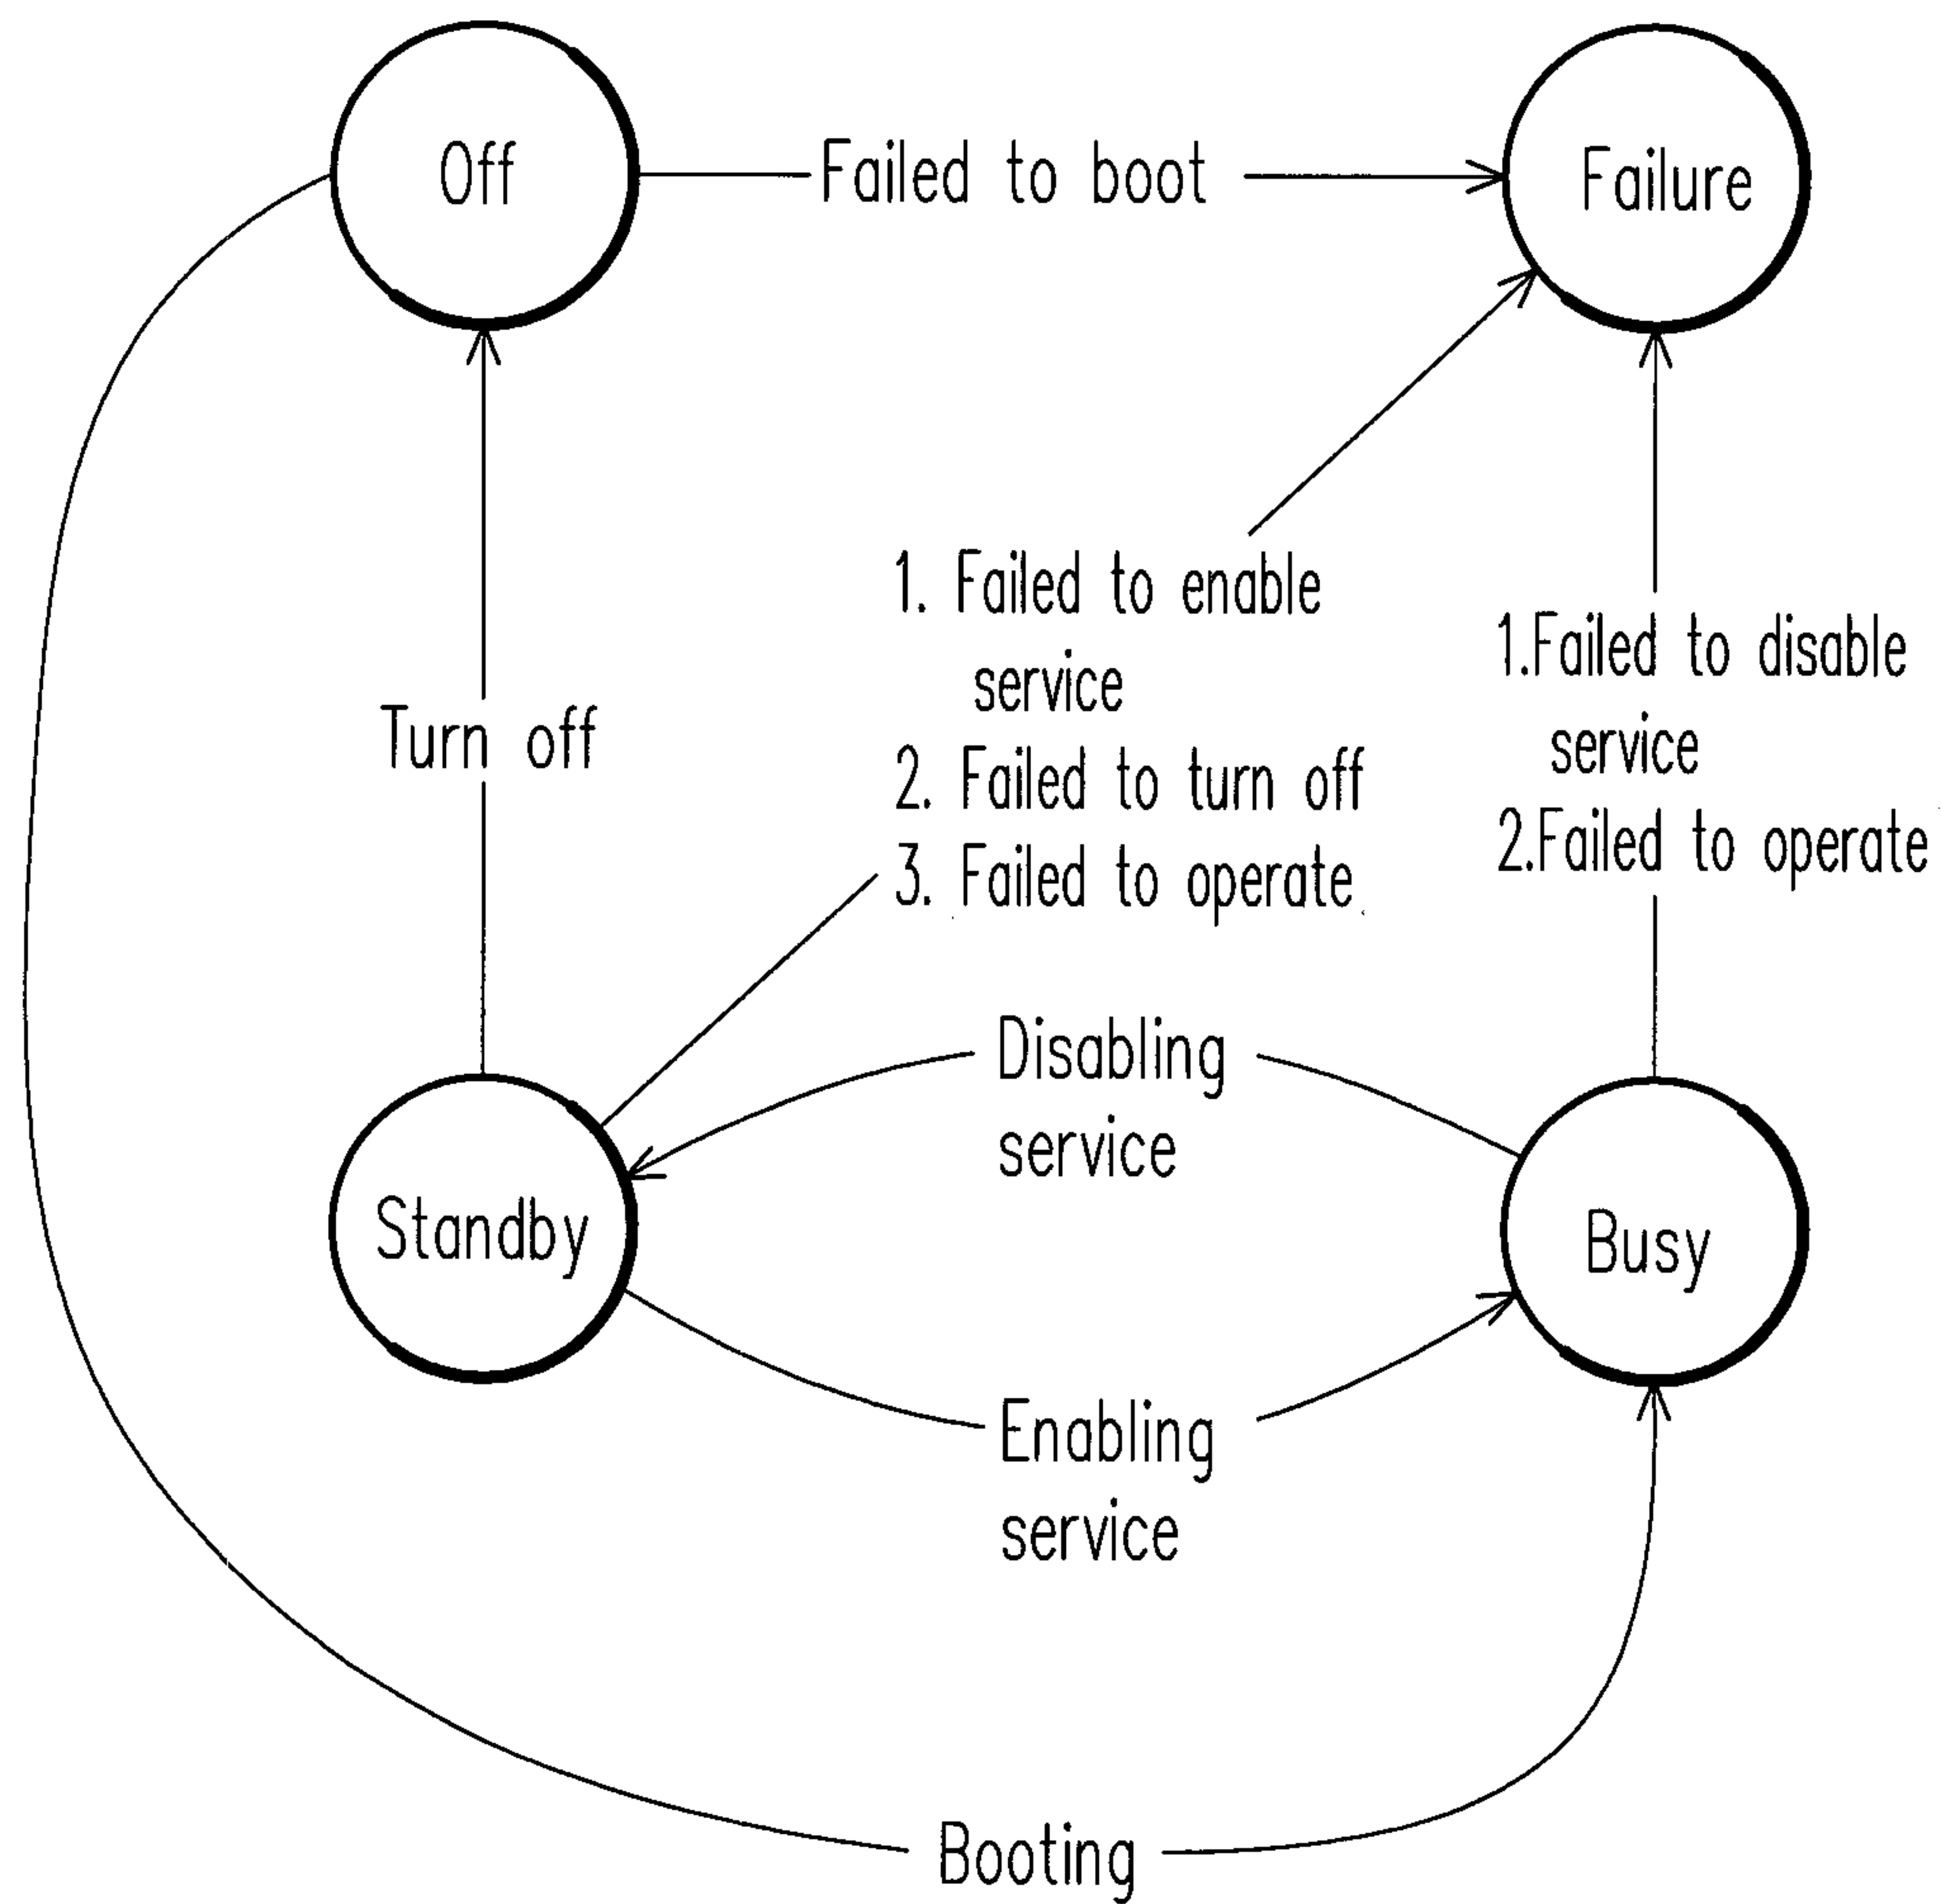 Off
Failed to boot
Failure
Turn off
1. Failed to enable
service
2. Failed to turn off
3. Failed to operate
1.Failed to disable
service
2.Failed to operate
Disabling
service
Standby
Busy
Enabling
service
Booting